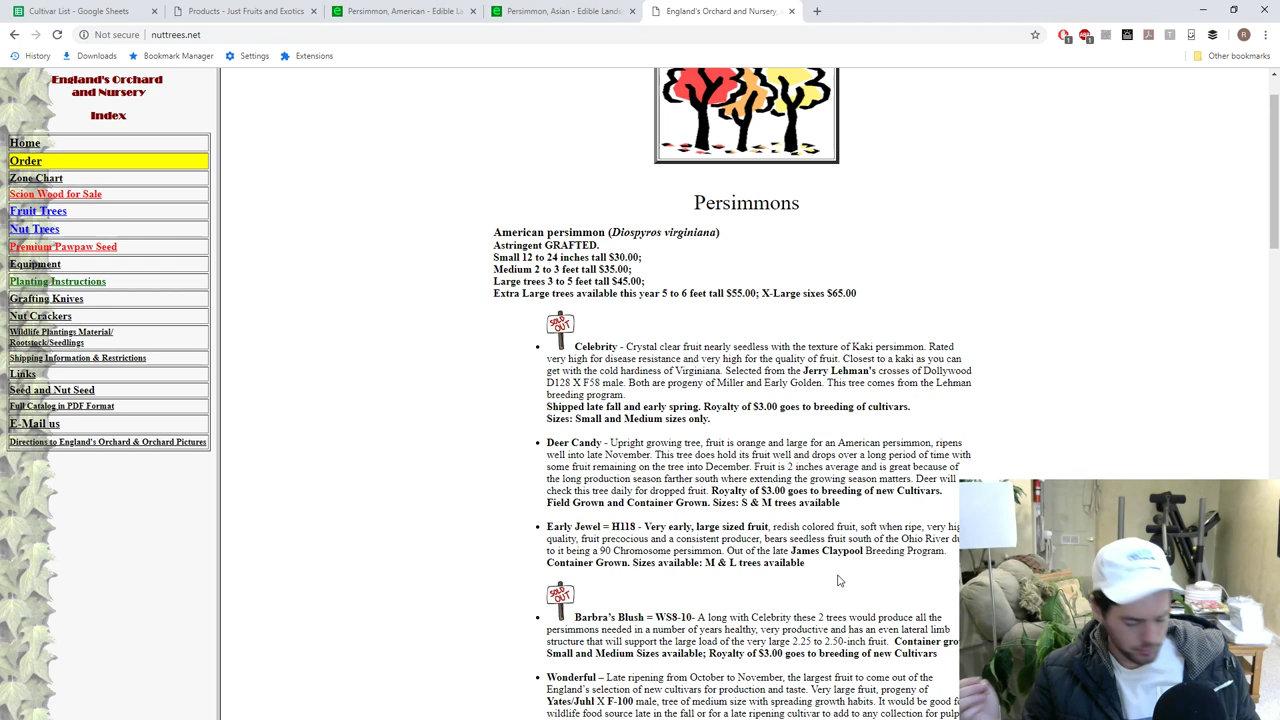 Cultivar List - Google Sheets
Products - Just Fruits and Exotics
Persimmon, American - Edible La
Persimmon, Asian - Edible Lands
England's Orchard and Nursery,
Not secure | nuttrees.net
History
Downloads
Bookmark Manager
Settings
Extensions
Other bookmarks
England's Orchard
and Nursery
Index
Home
Order
Zone Chart
Scion Wood for Sale
Fruit Trees
Nut Trees
Premium Pawpaw Seed
Equipment
Planting Instructions
Grafting Knives
Nut Crackers
Wildlife Plantings Material/
Rootstock/Seedlings
Shipping Information & Restrictions
Links
Seed and Nut Seed
Full Catalog in PDF Format
E-Mail us
Directions to England's Orchard & Orchard Pictures
Persimmons
American persimmon (Diospyros virginiana)
Astringent GRAFTED.
Small 12 to 24 inches tall $30.00;
Medium 2 to 3 feet tall $35.00;
Large trees 3 to 5 feet tall $45.00;
Extra Large trees available this year 5 to 6 feet tall $55.00; X-Large sixes $65.00
SOLD
OUT
Celebrity - Crystal clear fruit nearly seedless with the texture of Kaki persimmon. Rated
very high for disease resistance and very high for the quality of fruit. Closest to a kaki as you can
get with the cold hardiness of Virginiana. Selected from the Jerry Lehman's crosses of Dollywood
D128 X F58 male. Both are progeny of Miller and Early Golden. This tree comes from the Lehman
breeding program.
Shipped late fall and early spring. Royalty of $3.00 goes to breeding of cultivars.
Sizes: Small and Medium sizes only.
Deer Candy - Upright growing tree, fruit is orange and large for an American persimmon, ripens
well into late November. This tree does hold its fruit well and drops over a long period of time with
some fruit remaining on the tree into December. Fruit is 2 inches average and is great because of
the long production season farther south where extending the growing season matters. Deer will
check this tree daily for dropped fruit. Royalty of $3.00 goes to breeding of new Cultivars.
Field Grown and Container Grown. Sizes: S & M trees available
Early Jewel = H118 - Very early, large sized fruit, redish colored fruit, soft when ripe, very hig
quality, fruit precocious and a consistent producer, bears seedless fruit south of the Ohio River du
to it being a 90 Chromosome persimmon. Out of the late James Claypool Breeding Program.
Container Grown. Sizes available: M & L trees available
SOLD
OUT
Barbra's Blush = WS8-10- A long with Celebrity these 2 trees would produce all the
persimmons needed in a number of years healthy, very productive and has an even lateral limb
structure that will support the large load of the very large 2.25 to 2.50-inch fruit. Container gro
Small and Medium Sizes available; Royalty of $3.00 goes to breeding of new Cultivars
Wonderful – Late ripening from October to November, the largest fruit to come out of the
England's selection of new cultivars for production and taste. Very large fruit, progeny of
Yates/Juhl X F-100 male, tree of medium size with spreading growth habits. It would be good fo
wildlife food source late in the fall or for a late ripening cultivar to add to any collection for pulp